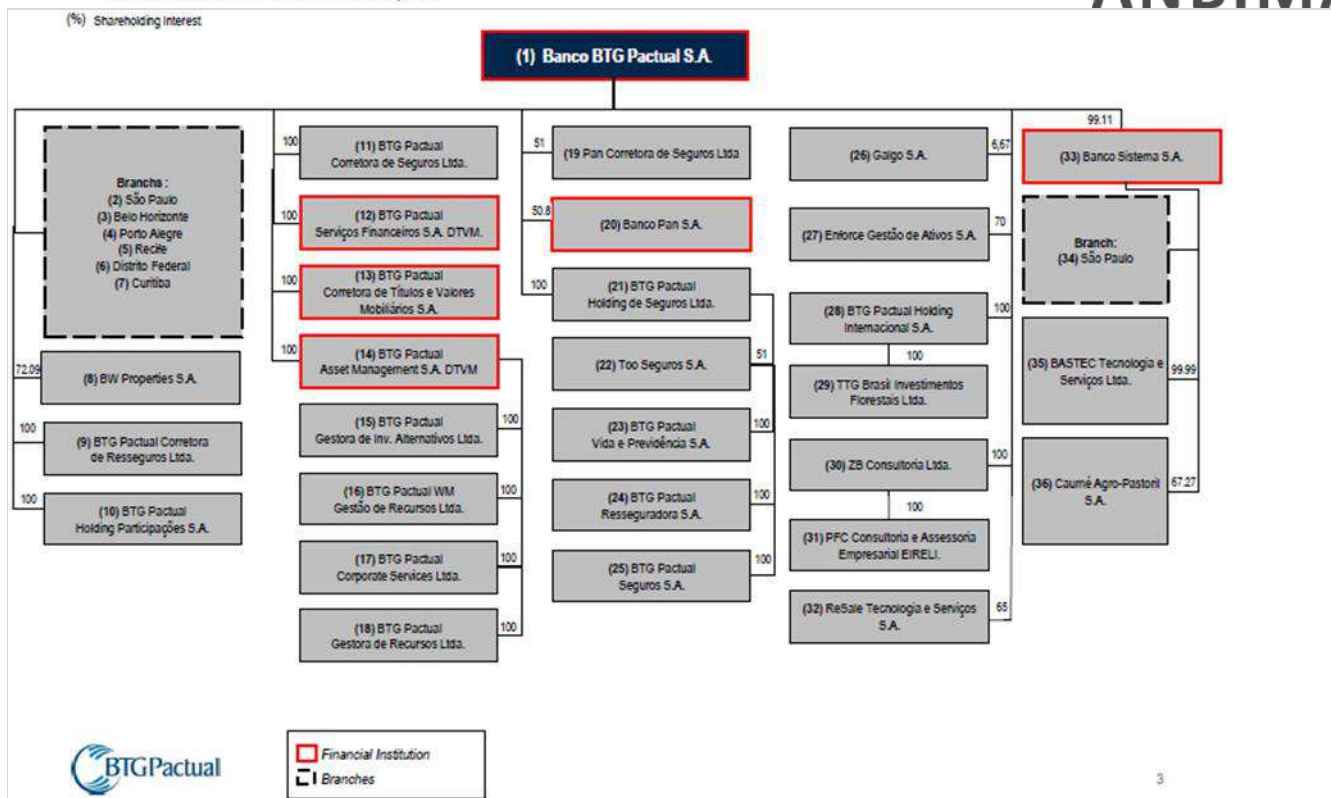 (%) Shareholding Interest
(1) Banco BTG Pactual S.A.
Branchs :
(2) São Paulo
(3) Belo Horizonte
(4) Porto Alegre
(5) Recife
(6) Distrito Federal
(7) Curitiba
72.09
(8) BW Properties S.A.
100
(9) BTG Pactual Corretora
de Resseguros Ltda.
100
(10) BTG Pactual
Holding Participações S.A.
100
(11) BTG Pactual
Corretora de Seguros Ltda.
100
(12) BTG Pactual
Serviços Financeiros S.A. DTVM.
100
(13) BTG Pactual
Corretora de Títulos e Valores
Mobiliários S.A.
100
(14) BTG Pactual
Asset Management S.A. DTVM
(15) BTG Pactual
Gestora de Inv. Alternativos Ltda.
100
(16) BTG Pactual WM
Gestão de Recursos Ltda.
100
(17) BTG Pactual
Corporate Services Ltda.
100
(18) BTG Pactual
Gestora de Recursos Ltda.
100
51
(19 Pan Corretora de Seguros Ltda
50.8
(20) Banco Pan S.A.
100
(21) BTG Pactual
Holding de Seguros Ltda.
(22) Too Seguros S.A.
51
(23) BTG Pactual
Vida e Previdência S.A.
100
(24) BTG Pactual
Resseguradora S.A.
100
(25) BTG Pactual
Seguros S.A.
100
(26) Galgo S.A.
6,67
(27) Enforce Gestão de Ativos S.A.
70
(28) BTG Pactual Holding
Internacional S.A.
100
100
(29) TTG Brasil Investimentos
Florestais Ltda.
(30) ZB Consultoria Ltda.
100
100
(31) PFC Consultoria e Assessoria
Empresarial EIRELI.
(32) ReSale Tecnologia e Serviços
S.A.
65
99.11
(33) Banco Sistema S.A.
Branch:
(34) São Paulo
(35) BASTEC Tecnologia e
Serviços Ltda.
99.99
(36) Caumé Agro-Pastoril
S.A.
67.27
BTGPactual
Financial Institution
Branches
3